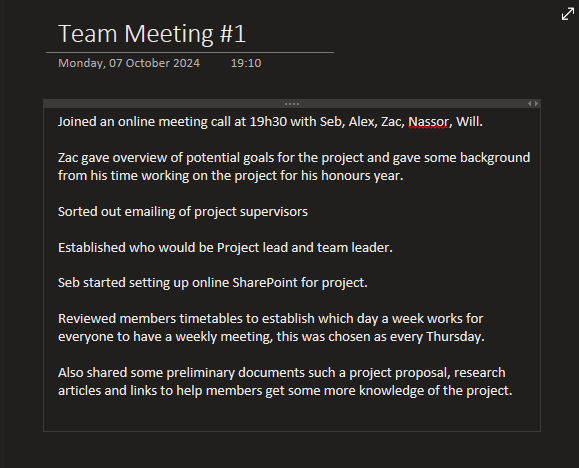 Team Meeting #1
Monday, 07 October 2024 19:10
Joined an online meeting call at 19h30 with Seb, Alex, Zac, Nassor, Will.
Zac gave overview of potential goals for the project and gave some background
from his time working on the project for his honours year.
Sorted out emailing of project supervisors
Established who would be Project lead and team leader.
Seb started setting up online SharePoint for project.
Reviewed members timetables to establish which day a week works for
everyone to have a weekly meeting, this was chosen as every Thursday.
Also shared some preliminary documents such a project proposal, research
articles and links to help members get some more knowledge of the project.